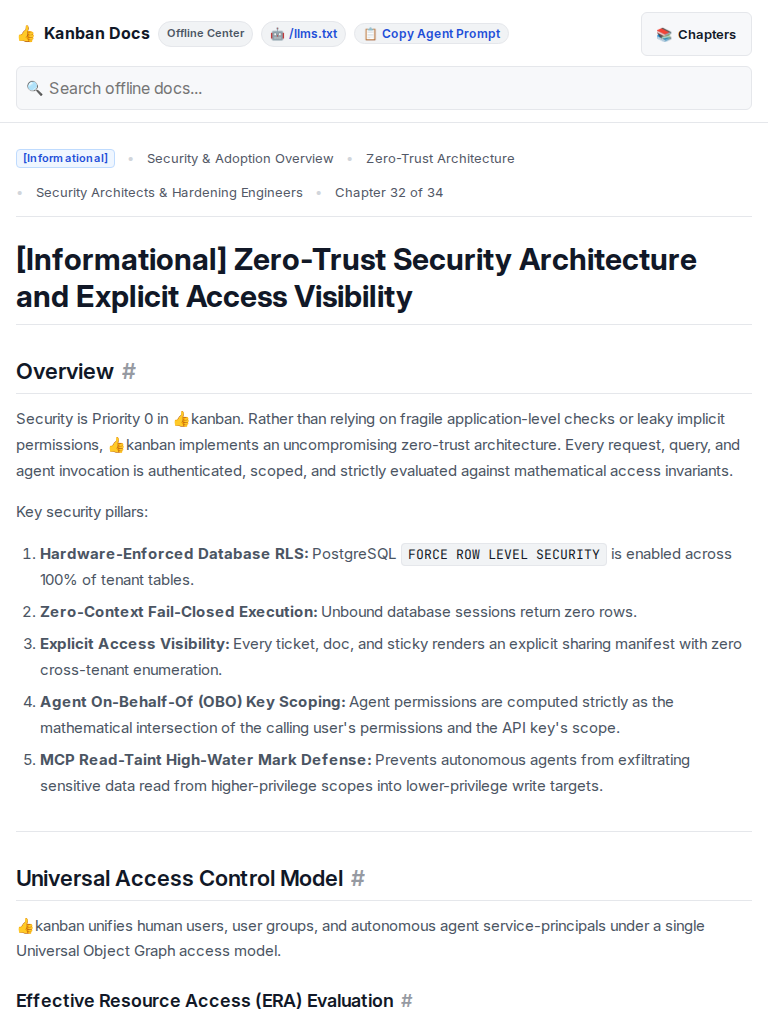 👍 Kanban Docs Offline Center 🤖 /llms.txt 📋 Copy Agent Prompt 📚 Chapters
🔍 Search offline docs...
[Informational] • Security & Adoption Overview • Zero-Trust Architecture
• Security Architects & Hardening Engineers • Chapter 32 of 34
[Informational] Zero-Trust Security Architecture
and Explicit Access Visibility
Overview #
Security is Priority 0 in 👍kanban. Rather than relying on fragile application-level checks or leaky implicit
permissions, 👍kanban implements an uncompromising zero-trust architecture. Every request, query, and
agent invocation is authenticated, scoped, and strictly evaluated against mathematical access invariants.
Key security pillars:
1. Hardware-Enforced Database RLS: PostgreSQL FORCE ROW LEVEL SECURITY is enabled across
100% of tenant tables.
2. Zero-Context Fail-Closed Execution: Unbound database sessions return zero rows.
3. Explicit Access Visibility: Every ticket, doc, and sticky renders an explicit sharing manifest with zero
cross-tenant enumeration.
4. Agent On-Behalf-Of (OBO) Key Scoping: Agent permissions are computed strictly as the
mathematical intersection of the calling user's permissions and the API key's scope.
5. MCP Read-Taint High-Water Mark Defense: Prevents autonomous agents from exfiltrating
sensitive data read from higher-privilege scopes into lower-privilege write targets.
Universal Access Control Model #
👍kanban unifies human users, user groups, and autonomous agent service-principals under a single
Universal Object Graph access model.
Effective Resource Access (ERA) Evaluation #